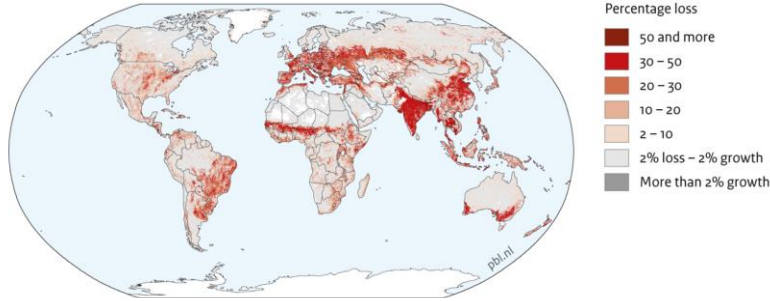 Percentage loss
50 and more
30 – 50
20 – 30
10 – 20
2 – 10
2% loss – 2% growth
More than 2% growth
pbl.nl